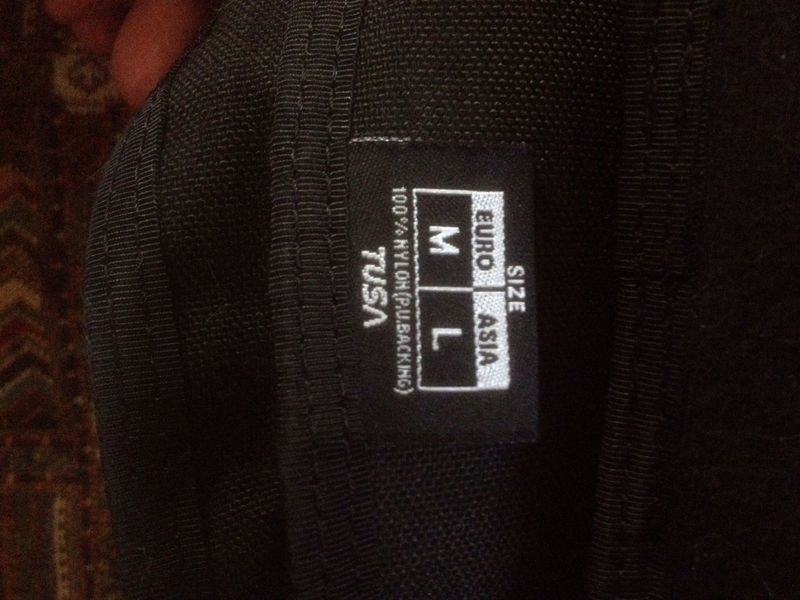 SIZE
EURO ASIA
M L
100% NYLON(P.U.BACKING)
TUSA